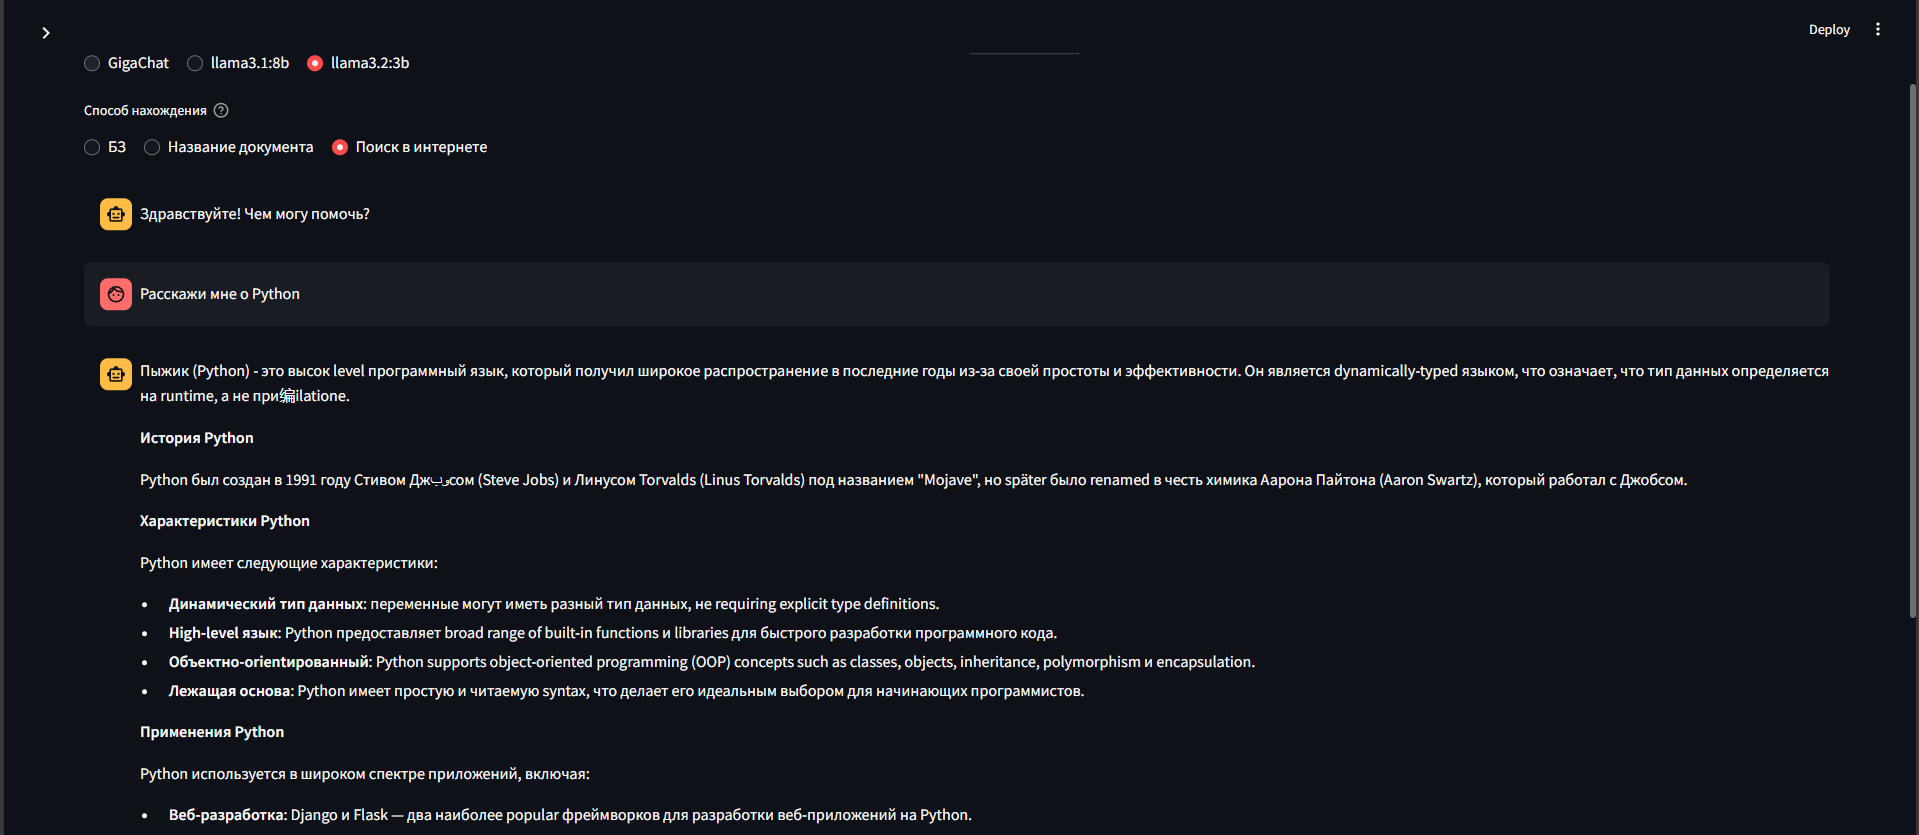 Deploy
GigaChat llama3.1:8b llama3.2:3b
Способ нахождения ?
БЗ Название документа Поиск в интернете
Здравствуйте! Чем могу помочь?
Расскажи мне о Python
Пыжик (Python) - это высок level программный язык, который получил широкое распространение в последние годы из-за своей простоты и эффективности. Он является dynamically-typed языком, что означает, что тип данных определяется
на runtime, а не при编ilatione.
История Python
Python был создан в 1991 году Стивом Джوبсом (Steve Jobs) и Линусом Torvalds (Linus Torvalds) под названием "Mojave", но später было renamed в честь химика Аарона Пайтона (Aaron Swartz), который работал с Джобсом.
Характеристики Python
Python имеет следующие характеристики:
• Динамический тип данных: переменные могут иметь разный тип данных, не requiring explicit type definitions.
• High-level язык: Python предоставляет broad range of built-in functions и libraries для быстрого разработки программного кода.
• Объектно-orientированный: Python supports object-oriented programming (OOP) concepts such as classes, objects, inheritance, polymorphism и encapsulation.
• Лежащая основа: Python имеет простую и читаемую syntax, что делает его идеальным выбором для начинающих программистов.
Применения Python
Python используется в широком спектре приложений, включая:
• Веб-разработка: Django и Flask — два наиболее popular фреймворков для разработки веб-приложений на Python.